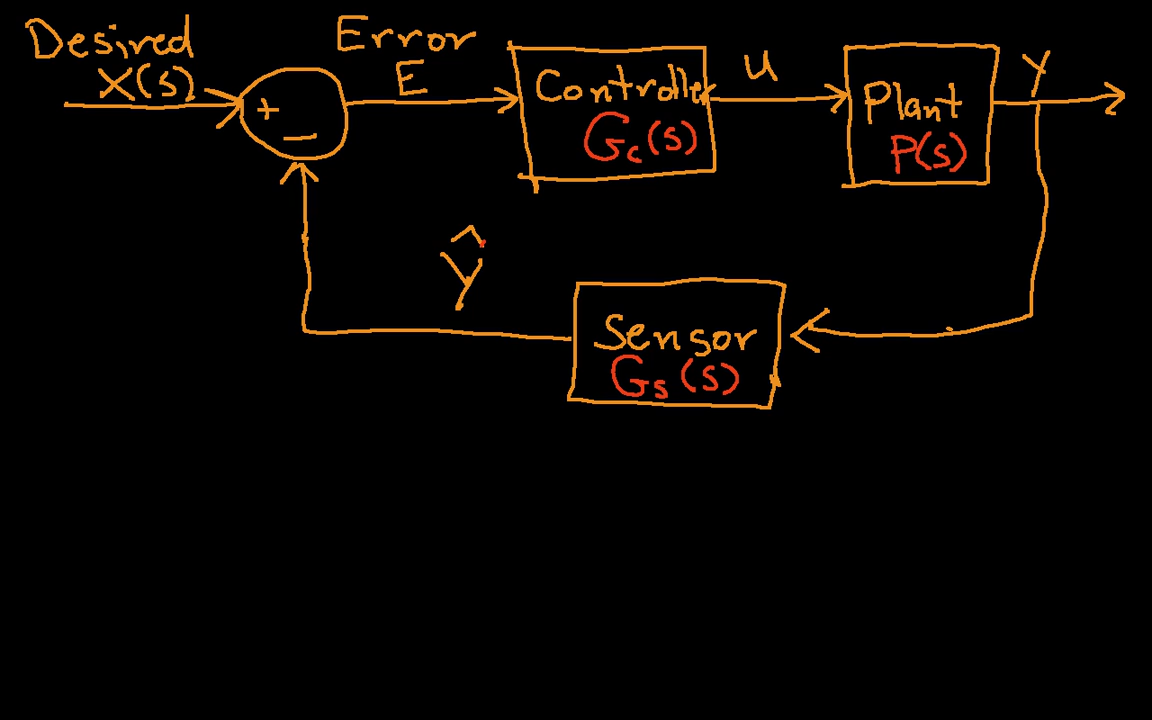 Desired
X(s)
+
−
Error
E
Controller
Gc(s)
u
Plant
P(s)
y
Sensor
Gs(s)
ŷ